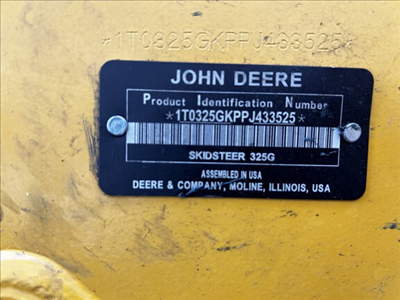 *1T0325GKPPJ433525*
JOHN DEERE
Product Identification Number
*1T0325GKPPJ433525*
SKIDSTEER 325G
ASSEMBLED IN USA
DEERE & COMPANY, MOLINE, ILLINOIS, USA